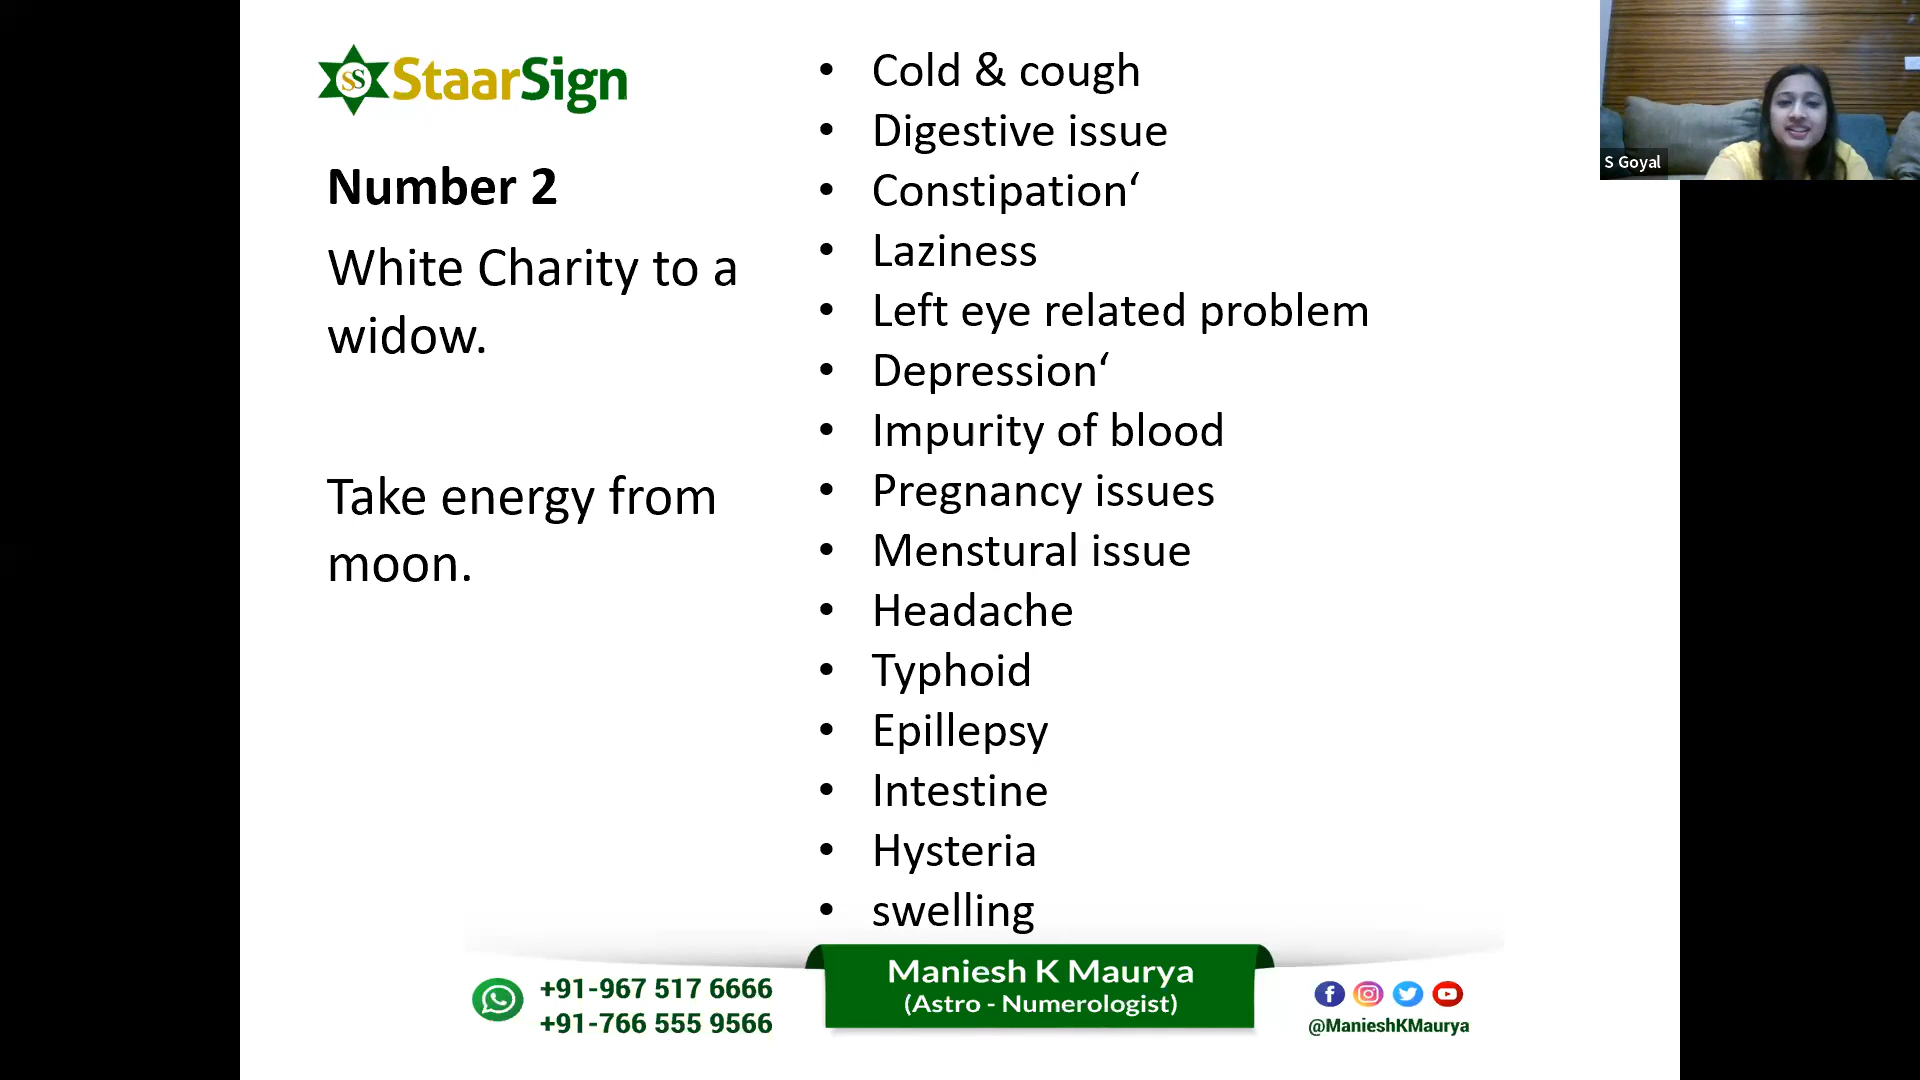 SS StaarSign
Number 2
White Charity to a
widow.
Take energy from
moon.
• Cold & cough
• Digestive issue
• Constipation‘
• Laziness
• Left eye related problem
• Depression‘
• Impurity of blood
• Pregnancy issues
• Menstural issue
• Headache
• Typhoid
• Epillepsy
• Intestine
• Hysteria
• swelling
S Goyal
+91-967 517 6666
+91-766 555 9566
Maniesh K Maurya
(Astro - Numerologist)
@ManieshKMaurya